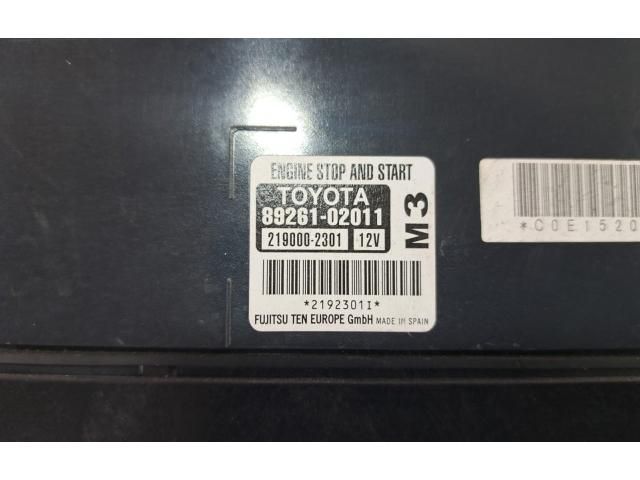 ENGINE STOP AND START
TOYOTA
89261-02011
219000-2301 12V
M3
*2192301I*
FUJITSU TEN EUROPE GmbH MADE IN SPAIN
*C0E1520